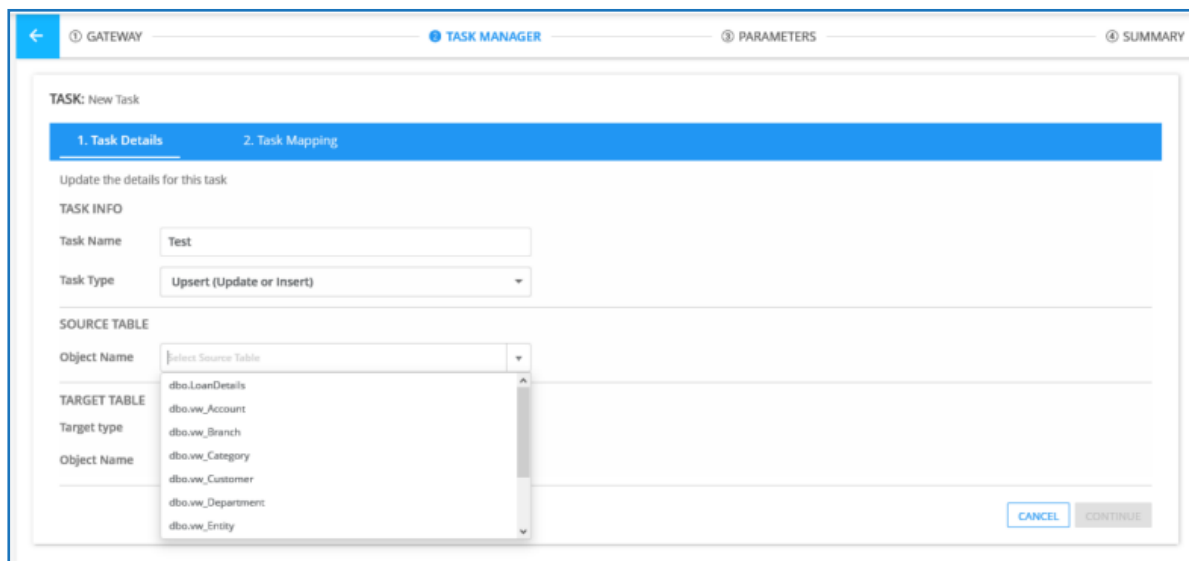 ① GATEWAY ② TASK MANAGER ③ PARAMETERS ④ SUMMARY
TASK: New Task
1. Task Details 2. Task Mapping
Update the details for this task
TASK INFO
Task Name Test
Task Type Upsert (Update or Insert)
SOURCE TABLE
Object Name Select Source Table
dbo.LoanDetails
TARGET TABLE
dbo.vw_Account
Target type
dbo.vw_Branch
Object Name
dbo.vw_Category
dbo.vw_Customer
dbo.vw_Department
dbo.vw_Entity
CANCEL CONTINUE